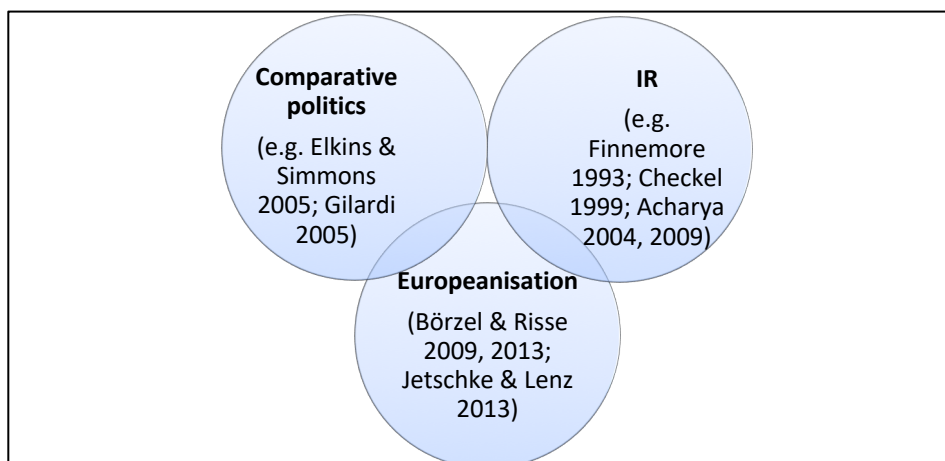 Comparative
politics
(e.g. Elkins &
Simmons
2005; Gilardi
2005)
IR
(e.g.
Finnemore
1993; Checkel
1999; Acharya
2004, 2009)
Europeanisation
(Börzel & Risse
2009, 2013;
Jetschke & Lenz
2013)